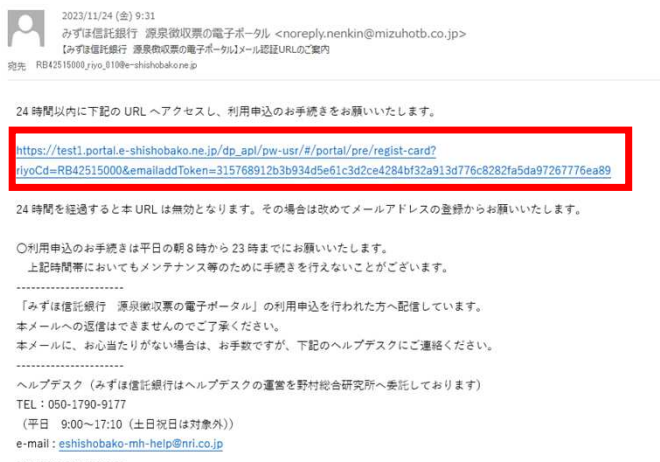 2023/11/24 (金) 9:31
みずほ信託銀行 源泉徴収票の電子ポータル <noreply.nenkin@mizuhotb.co.jp>
【みずほ信託銀行 源泉徴収票の電子ポータル】メール認証URLのご案内
宛先 RB42515000_riyo_010@e-shishobako.ne.jp
24 時間以内に下記の URL へアクセスし、利用申込のお手続きをお願いいたします。
https://test1.portal.e-shishobako.ne.jp/dp_apl/pw-usr/#/portal/pre/regist-card?
riyoCd=RB42515000&emailaddToken=315768912b3b934d5e61c3d2ce4284bf32a913d776c8282fa5da97267776ea89
24 時間を経過すると本 URL は無効となります。その場合は改めてメールアドレスの登録からお願いいたします。
〇利用申込のお手続きは平日の朝８時から 23 時までにお願いいたします。
上記時間帯においてもメンテナンス等のために手続きを行えないことがございます。
----------------------
「みずほ信託銀行 源泉徴収票の電子ポータル」の利用申込を行われた方へ配信しています。
本メールへの返信はできませんのでご了承ください。
本メールに、お心当たりがない場合は、お手数ですが、下記のヘルプデスクにご連絡ください。
----------------------
ヘルプデスク（みずほ信託銀行はヘルプデスクの運営を野村総合研究所へ委託しております）
TEL：050-1790-9177
（平日 9:00～17:10（土日祝日は対象外））
e-mail : eshishobako-mh-help@nri.co.jp